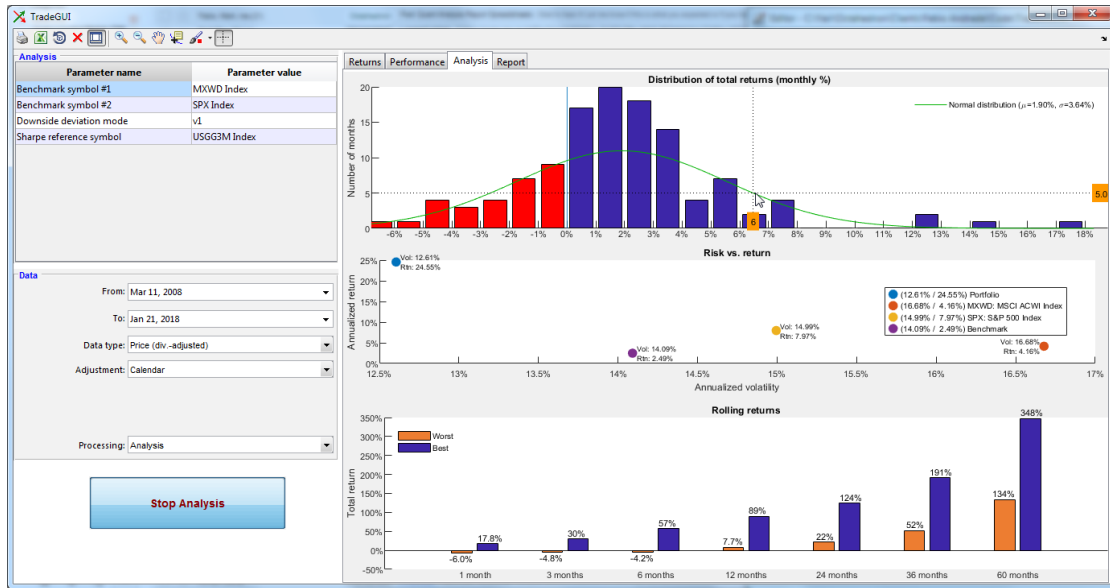 TradeGUI
Analysis
Parameter name Parameter value
Benchmark symbol #1 MXWD Index
Benchmark symbol #2 SPX Index
Downside deviation mode v1
Sharpe reference symbol USGG3M Index
Data
From: Mar 11, 2008
To: Jan 21, 2018
Data type: Price (div.-adjusted)
Adjustment: Calendar
Processing: Analysis
Stop Analysis
Returns Performance Analysis Report
Distribution of total returns (monthly %)
Normal distribution (μ=1.90%, σ=3.64%)
Number of months
20
15
10
5
0
5.0
6
-6% -5% -4% -3% -2% -1% 0% 1% 2% 3% 4% 5% 6% 7% 8% 9% 10% 11% 12% 13% 14% 15% 16% 17% 18%
Risk vs. return
Annualized return
25%
20%
15%
10%
5%
0%
Vol: 12.61%
Rtn: 24.55%
Vol: 14.09%
Rtn: 2.49%
Vol: 14.99%
Rtn: 7.97%
Vol: 16.68%
Rtn: 4.16%
(12.61% / 24.55%) Portfolio
(16.68% / 4.16%) MXWD: MSCI ACWI Index
(14.99% / 7.97%) SPX: S&P 500 Index
(14.09% / 2.49%) Benchmark
12.5% 13% 13.5% 14% 14.5% 15% 15.5% 16% 16.5% 17%
Annualized volatility
Rolling returns
Total return
350%
300%
250%
200%
150%
100%
50%
0%
-50%
Worst
Best
-6.0% 17.8% -4.8% 30% -4.2% 57% 7.7% 89% 22% 124% 52% 191% 134% 348%
1 month 3 months 6 months 12 months 24 months 36 months 60 months